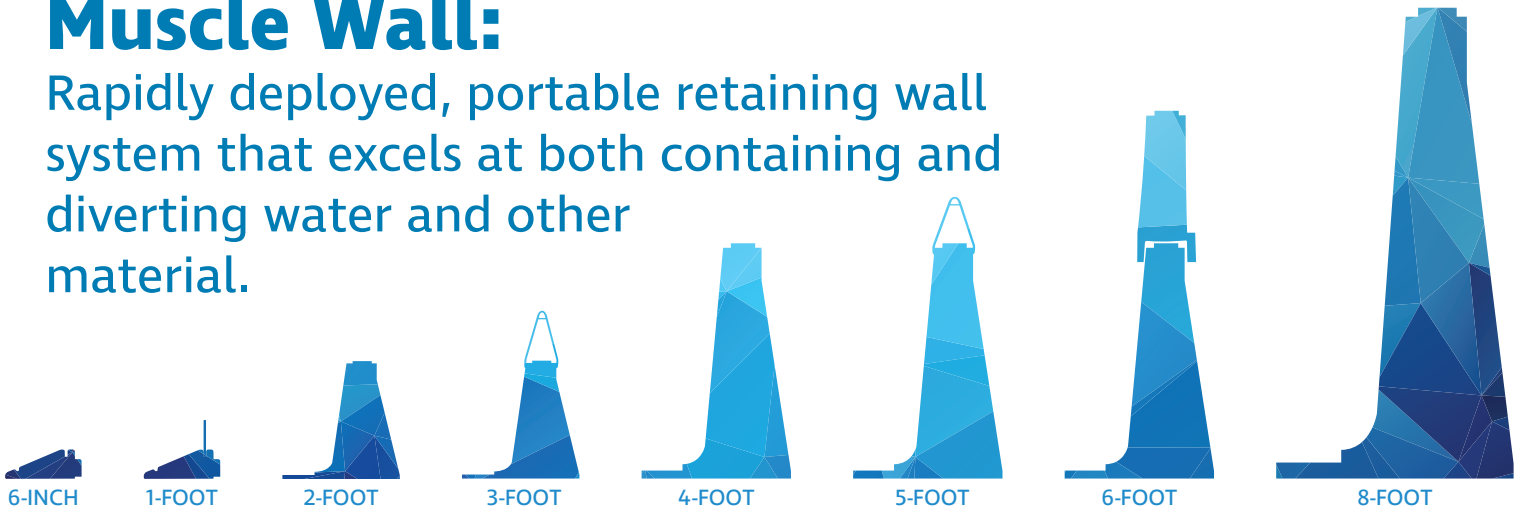 Muscle Wall:
Rapidly deployed, portable retaining wall
system that excels at both containing and
diverting water and other
material.
6-INCH
1-FOOT
2-FOOT
3-FOOT
4-FOOT
5-FOOT
6-FOOT
8-FOOT